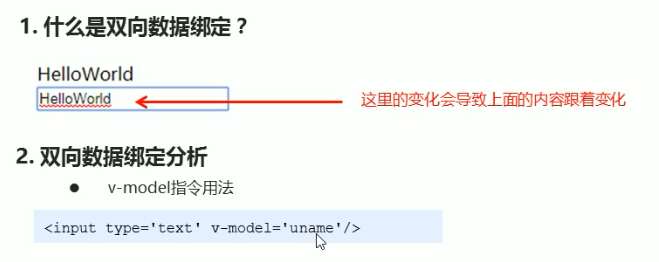 1. 什么是双向数据绑定？
HelloWorld
HelloWorld
这里的变化会导致上面的内容跟着变化
2. 双向数据绑定分析
● v-model指令用法
<input type='text' v-model='uname'/>